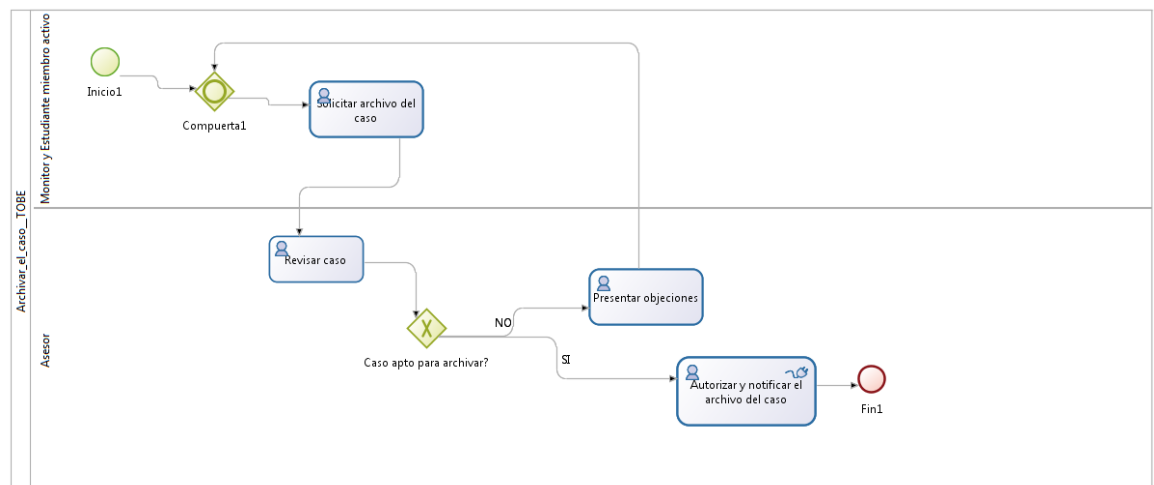 Archivar_el_caso__TOBE
Monitor y Estudiante miembro activo
Inicio1
Compuerta1
Solicitar archivo del
caso
Asesor
Revisar caso
Caso apto para archivar?
NO
Presentar objeciones
SI
Autorizar y notificar el
archivo del caso
Fin1